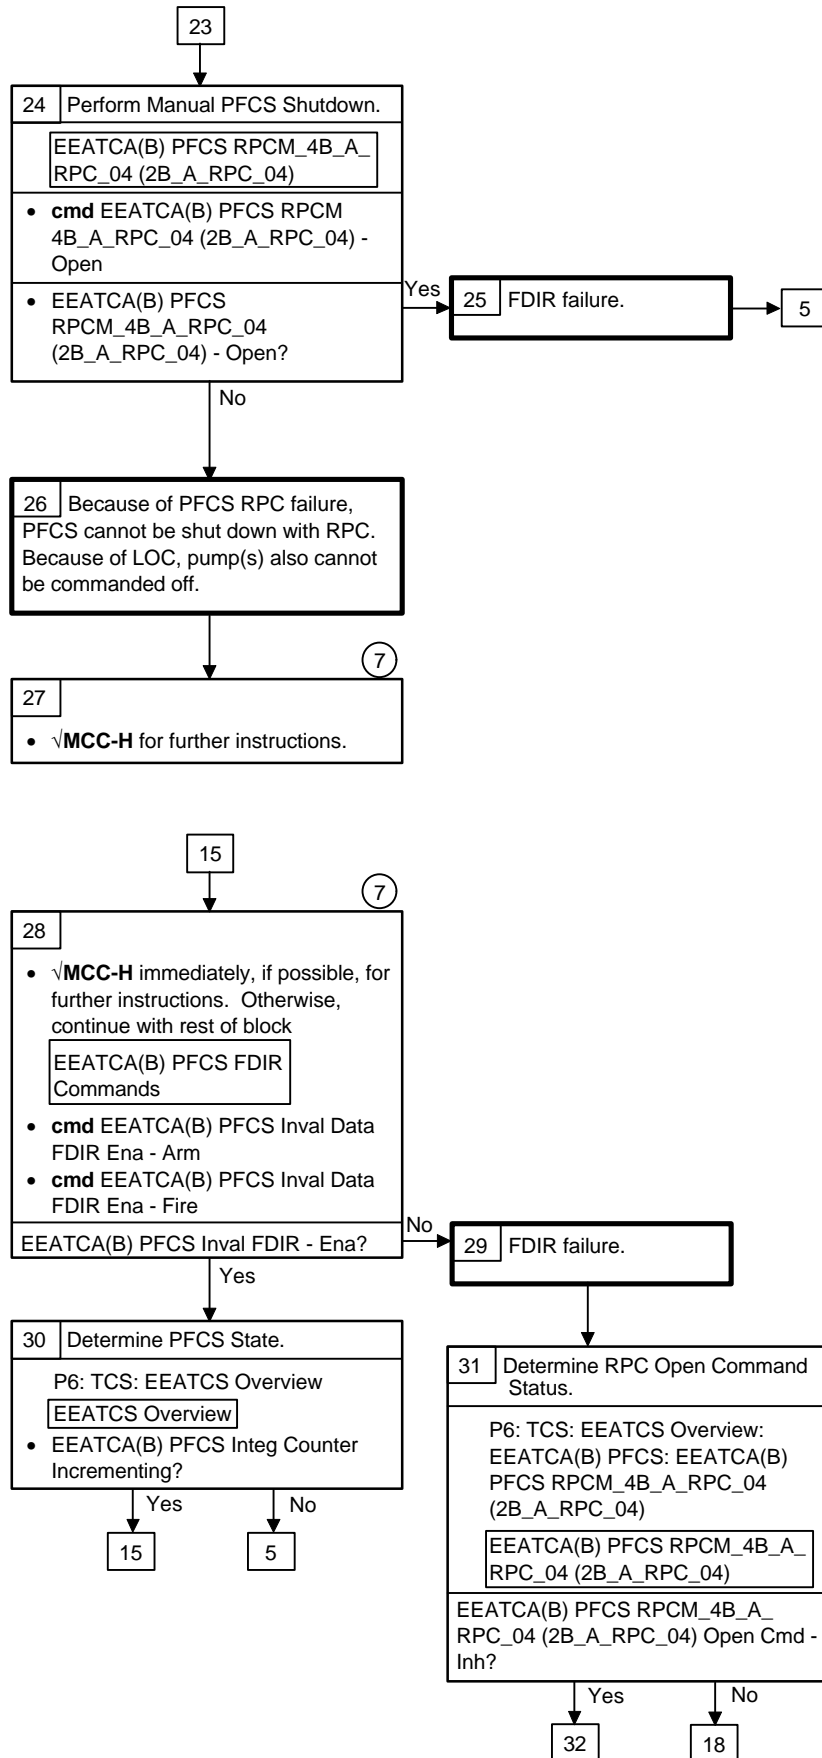 23
24 Perform Manual PFCS Shutdown.
EEATCA(B) PFCS RPCM_4B_A_
RPC_04 (2B_A_RPC_04)
• cmd EEATCA(B) PFCS RPCM
4B_A_RPC_04 (2B_A_RPC_04) -
Open
• EEATCA(B) PFCS
RPCM_4B_A_RPC_04
(2B_A_RPC_04) - Open?
Yes
25 FDIR failure.
5
No
26 Because of PFCS RPC failure,
PFCS cannot be shut down with RPC.
Because of LOC, pump(s) also cannot
be commanded off.
7
27
• √MCC-H for further instructions.
15
7
28
• √MCC-H immediately, if possible, for
further instructions. Otherwise,
continue with rest of block
EEATCA(B) PFCS FDIR
Commands
• cmd EEATCA(B) PFCS Inval Data
FDIR Ena - Arm
• cmd EEATCA(B) PFCS Inval Data
FDIR Ena - Fire
EEATCA(B) PFCS Inval FDIR - Ena?
No
29 FDIR failure.
Yes
30 Determine PFCS State.
P6: TCS: EEATCS Overview
EEATCS Overview
• EEATCA(B) PFCS Integ Counter
Incrementing?
Yes
No
15
5
31 Determine RPC Open Command
Status.
P6: TCS: EEATCS Overview:
EEATCA(B) PFCS: EEATCA(B)
PFCS RPCM_4B_A_RPC_04
(2B_A_RPC_04)
EEATCA(B) PFCS RPCM_4B_A_
RPC_04 (2B_A_RPC_04)
EEATCA(B) PFCS RPCM_4B_A_
RPC_04 (2B_A_RPC_04) Open Cmd -
Inh?
Yes
No
32
18